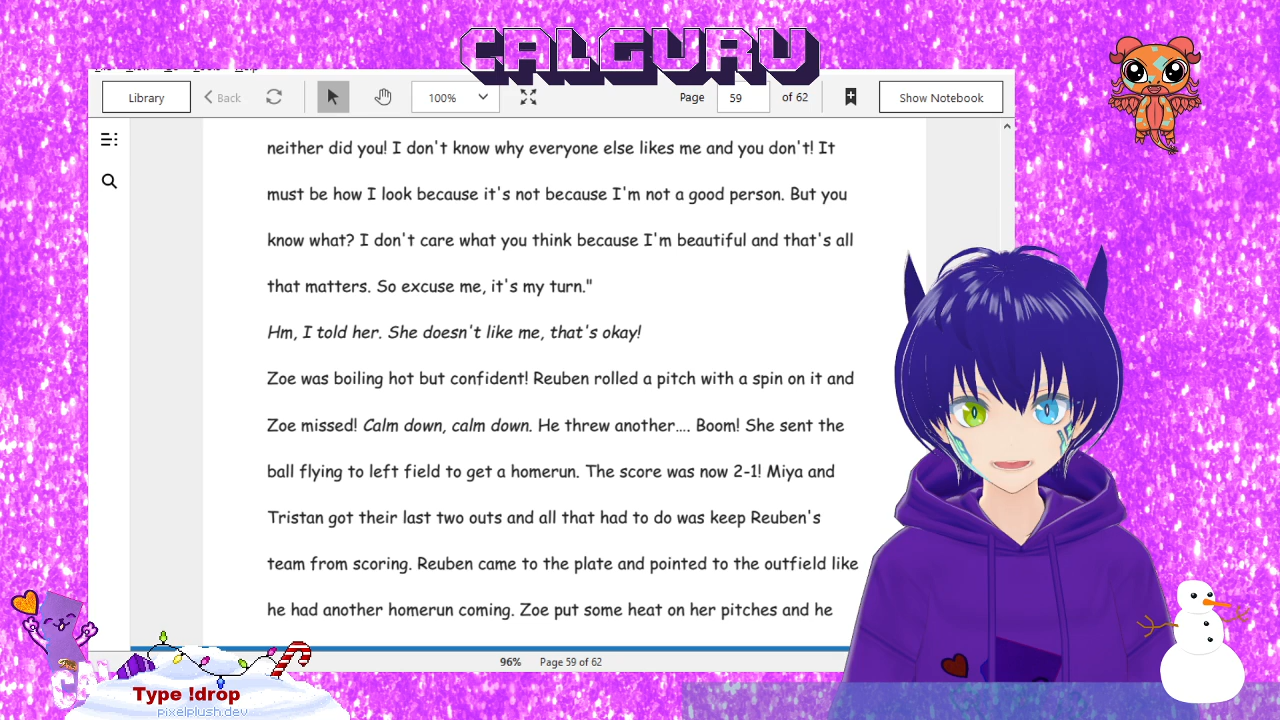 CALGURU
Library
Back
100%
Page
59
of 62
Show Notebook
neither did you! I don't know why everyone else likes me and you don't! It
must be how I look because it's not because I'm not a good person. But you
know what? I don't care what you think because I'm beautiful and that's all
that matters. So excuse me, it's my turn."
Hm, I told her. She doesn't like me, that's okay!
Zoe was boiling hot but confident! Reuben rolled a pitch with a spin on it and
Zoe missed! Calm down, calm down. He threw another…. Boom! She sent the
ball flying to left field to get a homerun. The score was now 2-1! Miya and
Tristan got their last two outs and all that had to do was keep Reuben's
team from scoring. Reuben came to the plate and pointed to the outfield like
he had another homerun coming. Zoe put some heat on her pitches and he
96%
Page 59 of 62
Type !drop
pixelplush.dev